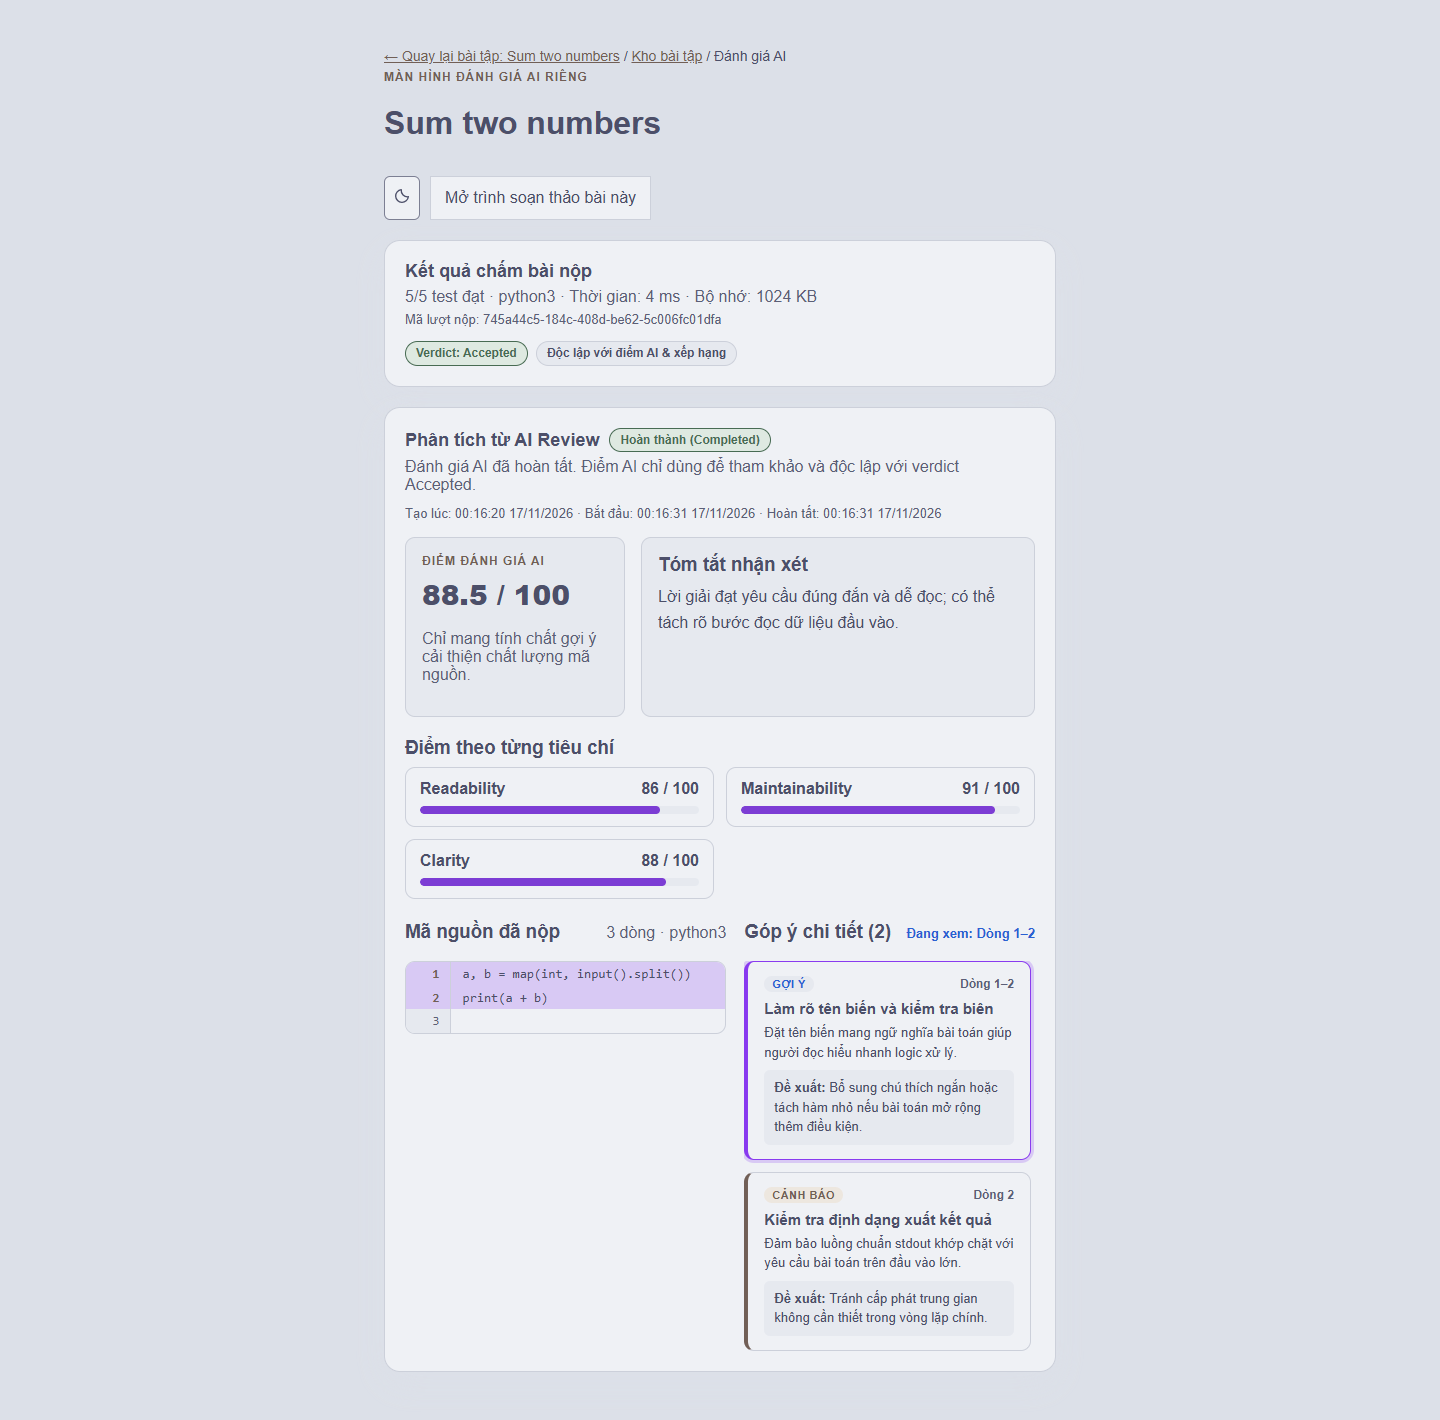 ← Quay lại bài tập: Sum two numbers / Kho bài tập / Đánh giá AI
MÀN HÌNH ĐÁNH GIÁ AI RIÊNG
Sum two numbers
Mở trình soạn thảo bài này
Kết quả chấm bài nộp
5/5 test đạt · python3 · Thời gian: 4 ms · Bộ nhớ: 1024 KB
Mã lượt nộp: 745a44c5-184c-408d-be62-5c006fc01dfa
Verdict: Accepted
Độc lập với điểm AI & xếp hạng
Phân tích từ AI Review
Hoàn thành (Completed)
Đánh giá AI đã hoàn tất. Điểm AI chỉ dùng để tham khảo và độc lập với verdict
Accepted.
Tạo lúc: 00:16:20 17/11/2026 · Bắt đầu: 00:16:31 17/11/2026 · Hoàn tất: 00:16:31 17/11/2026
ĐIỂM ĐÁNH GIÁ AI
88.5 / 100
Chỉ mang tính chất gợi ý
cải thiện chất lượng mã
nguồn.
Tóm tắt nhận xét
Lời giải đạt yêu cầu đúng đắn và dễ đọc; có thể
tách rõ bước đọc dữ liệu đầu vào.
Điểm theo từng tiêu chí
Readability 86 / 100
Maintainability 91 / 100
Clarity 88 / 100
Mã nguồn đã nộp
3 dòng · python3
1 a, b = map(int, input().split())
2 print(a + b)
3
Góp ý chi tiết (2)
Đang xem: Dòng 1–2
GỢI Ý
Dòng 1–2
Làm rõ tên biến và kiểm tra biên
Đặt tên biến mang ngữ nghĩa bài toán giúp
người đọc hiểu nhanh logic xử lý.
Đề xuất: Bổ sung chú thích ngắn hoặc
tách hàm nhỏ nếu bài toán mở rộng
thêm điều kiện.
CẢNH BÁO
Dòng 2
Kiểm tra định dạng xuất kết quả
Đảm bảo luồng chuẩn stdout khớp chặt với
yêu cầu bài toán trên đầu vào lớn.
Đề xuất: Tránh cấp phát trung gian
không cần thiết trong vòng lặp chính.